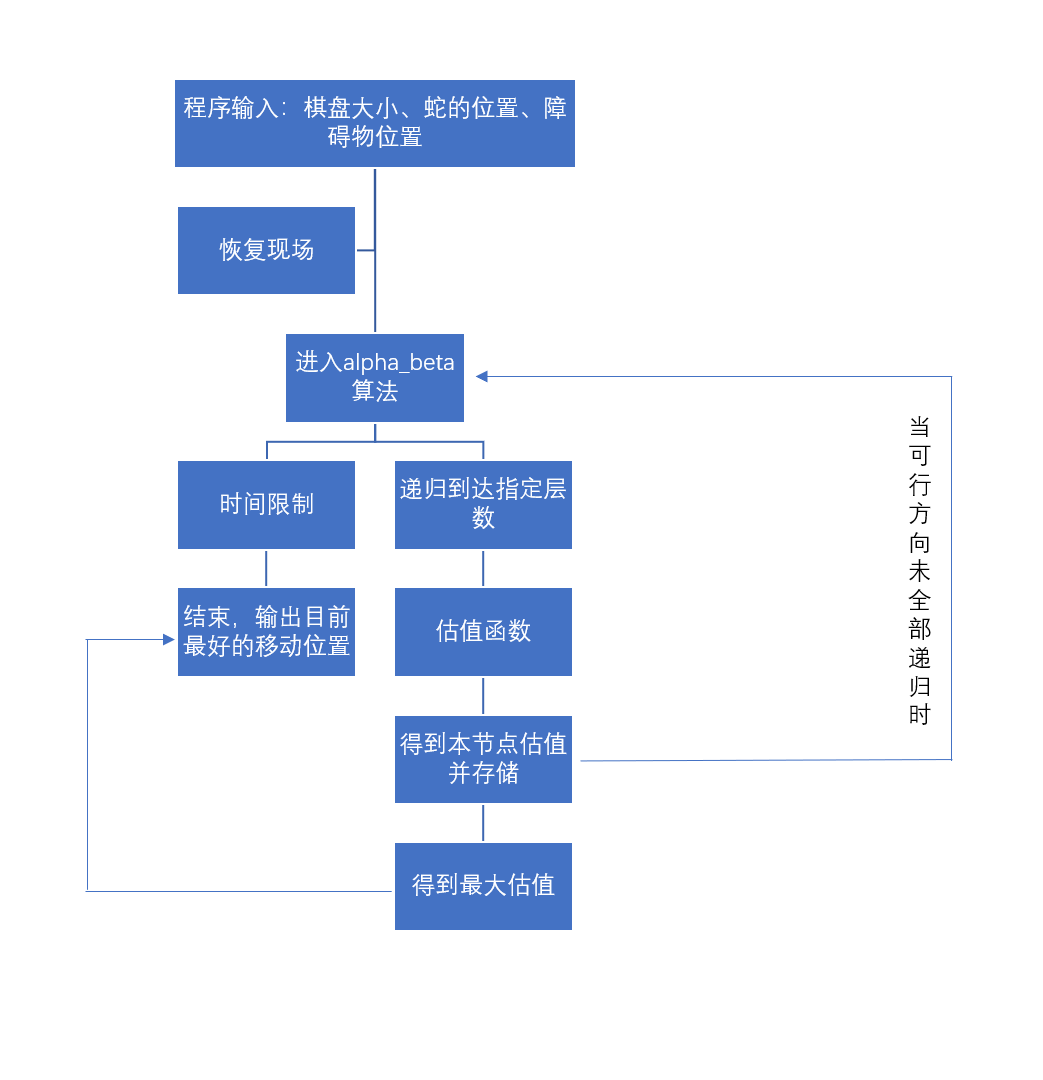 程序输入：棋盘大小、蛇的位置、障
碍物位置
恢复现场
进入alpha_beta
算法
时间限制
递归到达指定层
数
结束，输出目前
最好的移动位置
估值函数
得到本节点估值
并存储
得到最大估值
当可行方向未全部递归时